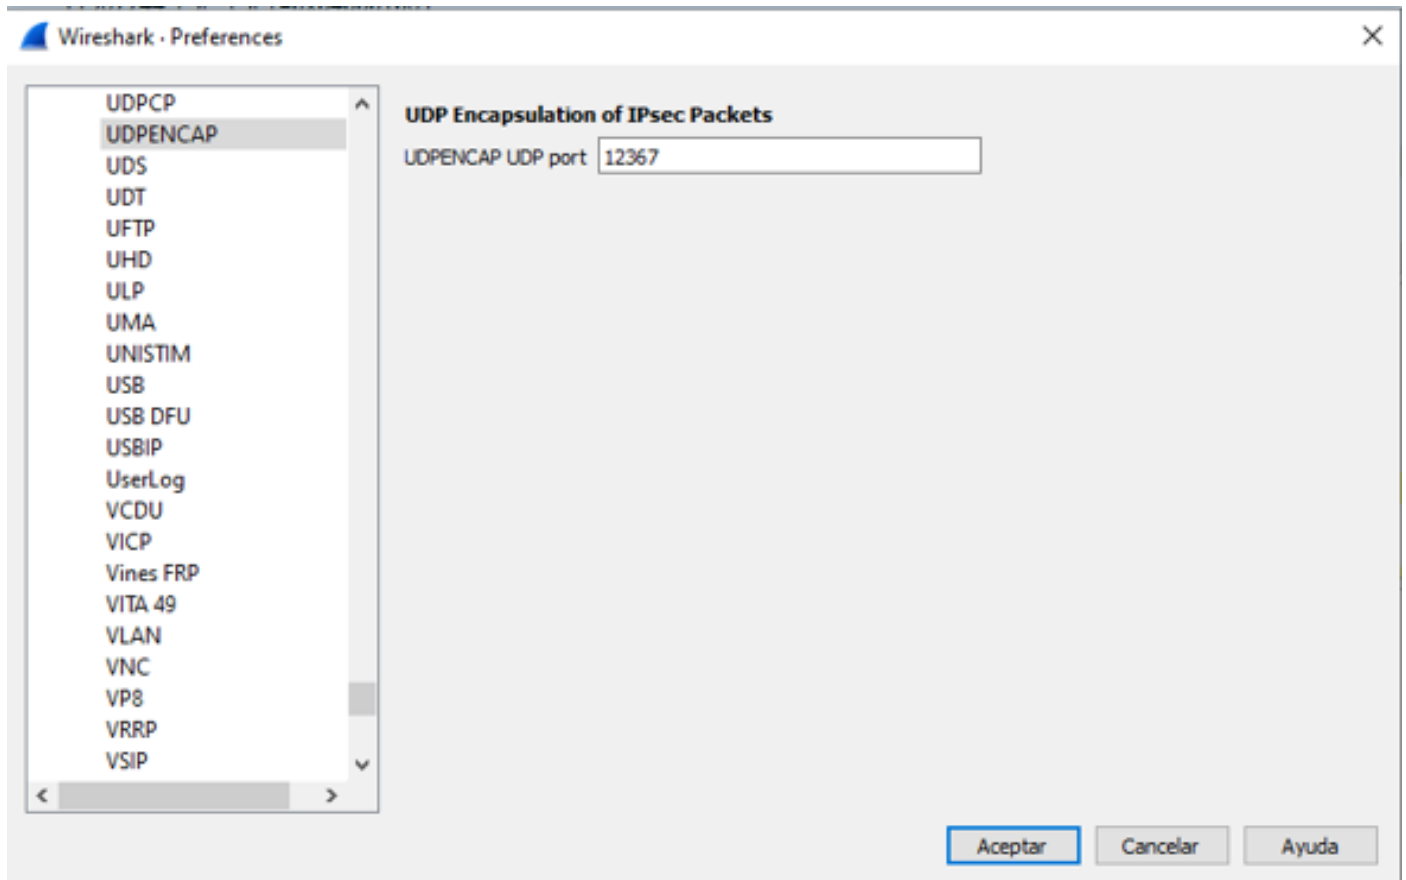 Wireshark · Preferences
UDPCP
UDPENCAP
UDS
UDT
UFTP
UHD
ULP
UMA
UNISTIM
USB
USB DFU
USBIP
UserLog
VCDU
VICP
Vines FRP
VITA 49
VLAN
VNC
VP8
VRRP
VSIP
UDP Encapsulation of IPsec Packets
UDPENCAP UDP port 12367
Aceptar Cancelar Ayuda